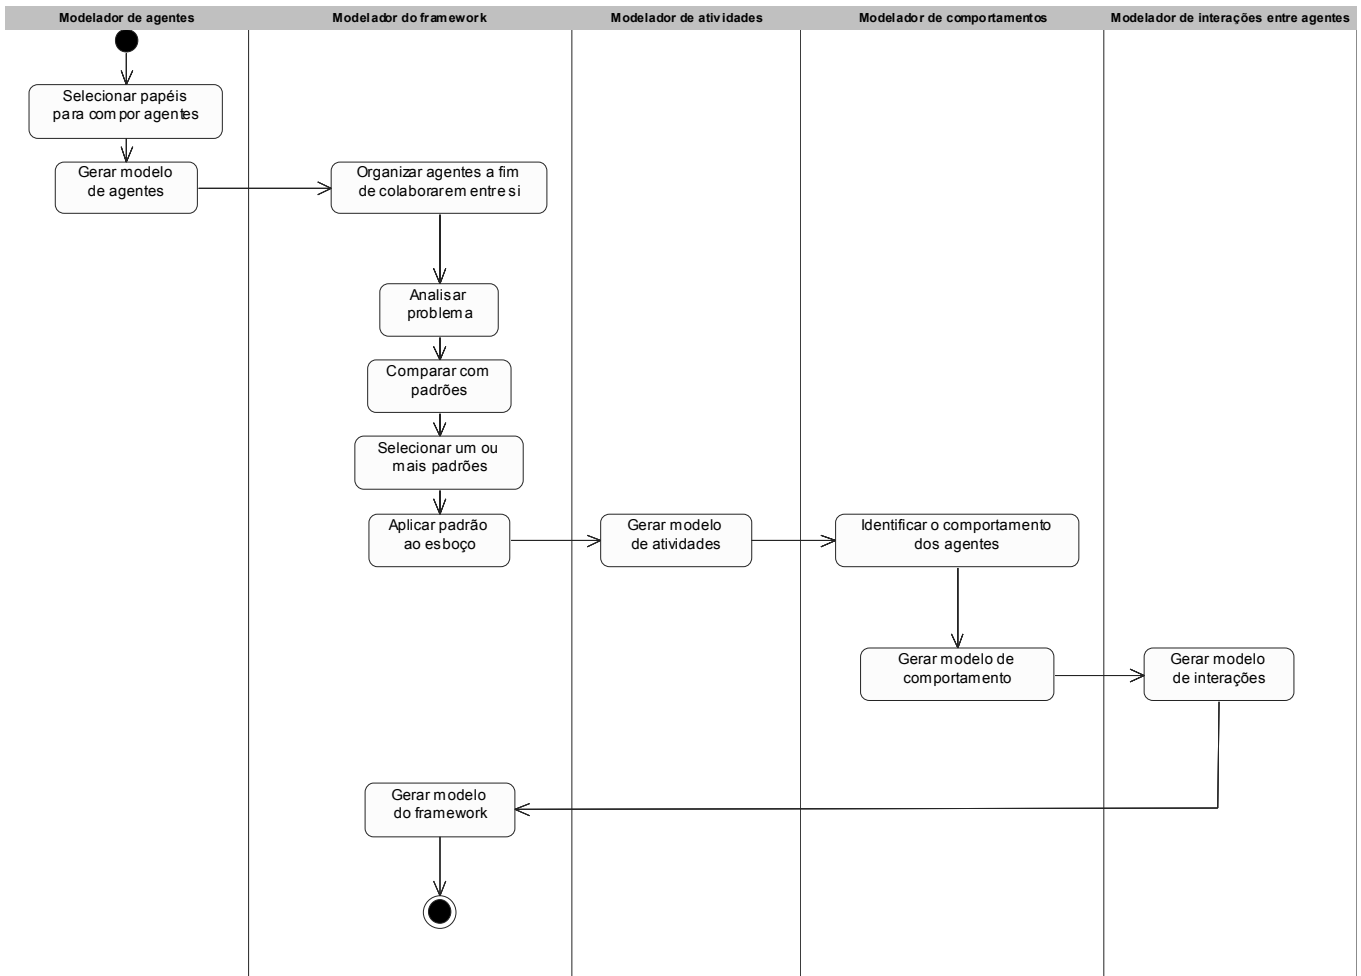 Modelador de agentes
Modelador do framework
Modelador de atividades
Modelador de comportamentos
Modelador de interações entre agentes
Selecionar papéis
para compor agentes
Gerar modelo
de agentes
Organizar agentes a fim
de colaborarem entre si
Analisar
problema
Comparar com
padrões
Selecionar um ou
mais padrões
Aplicar padrão
ao esboço
Gerar modelo
de atividades
Identificar o comportamento
dos agentes
Gerar modelo de
comportamento
Gerar modelo
de interações
Gerar modelo
do framework